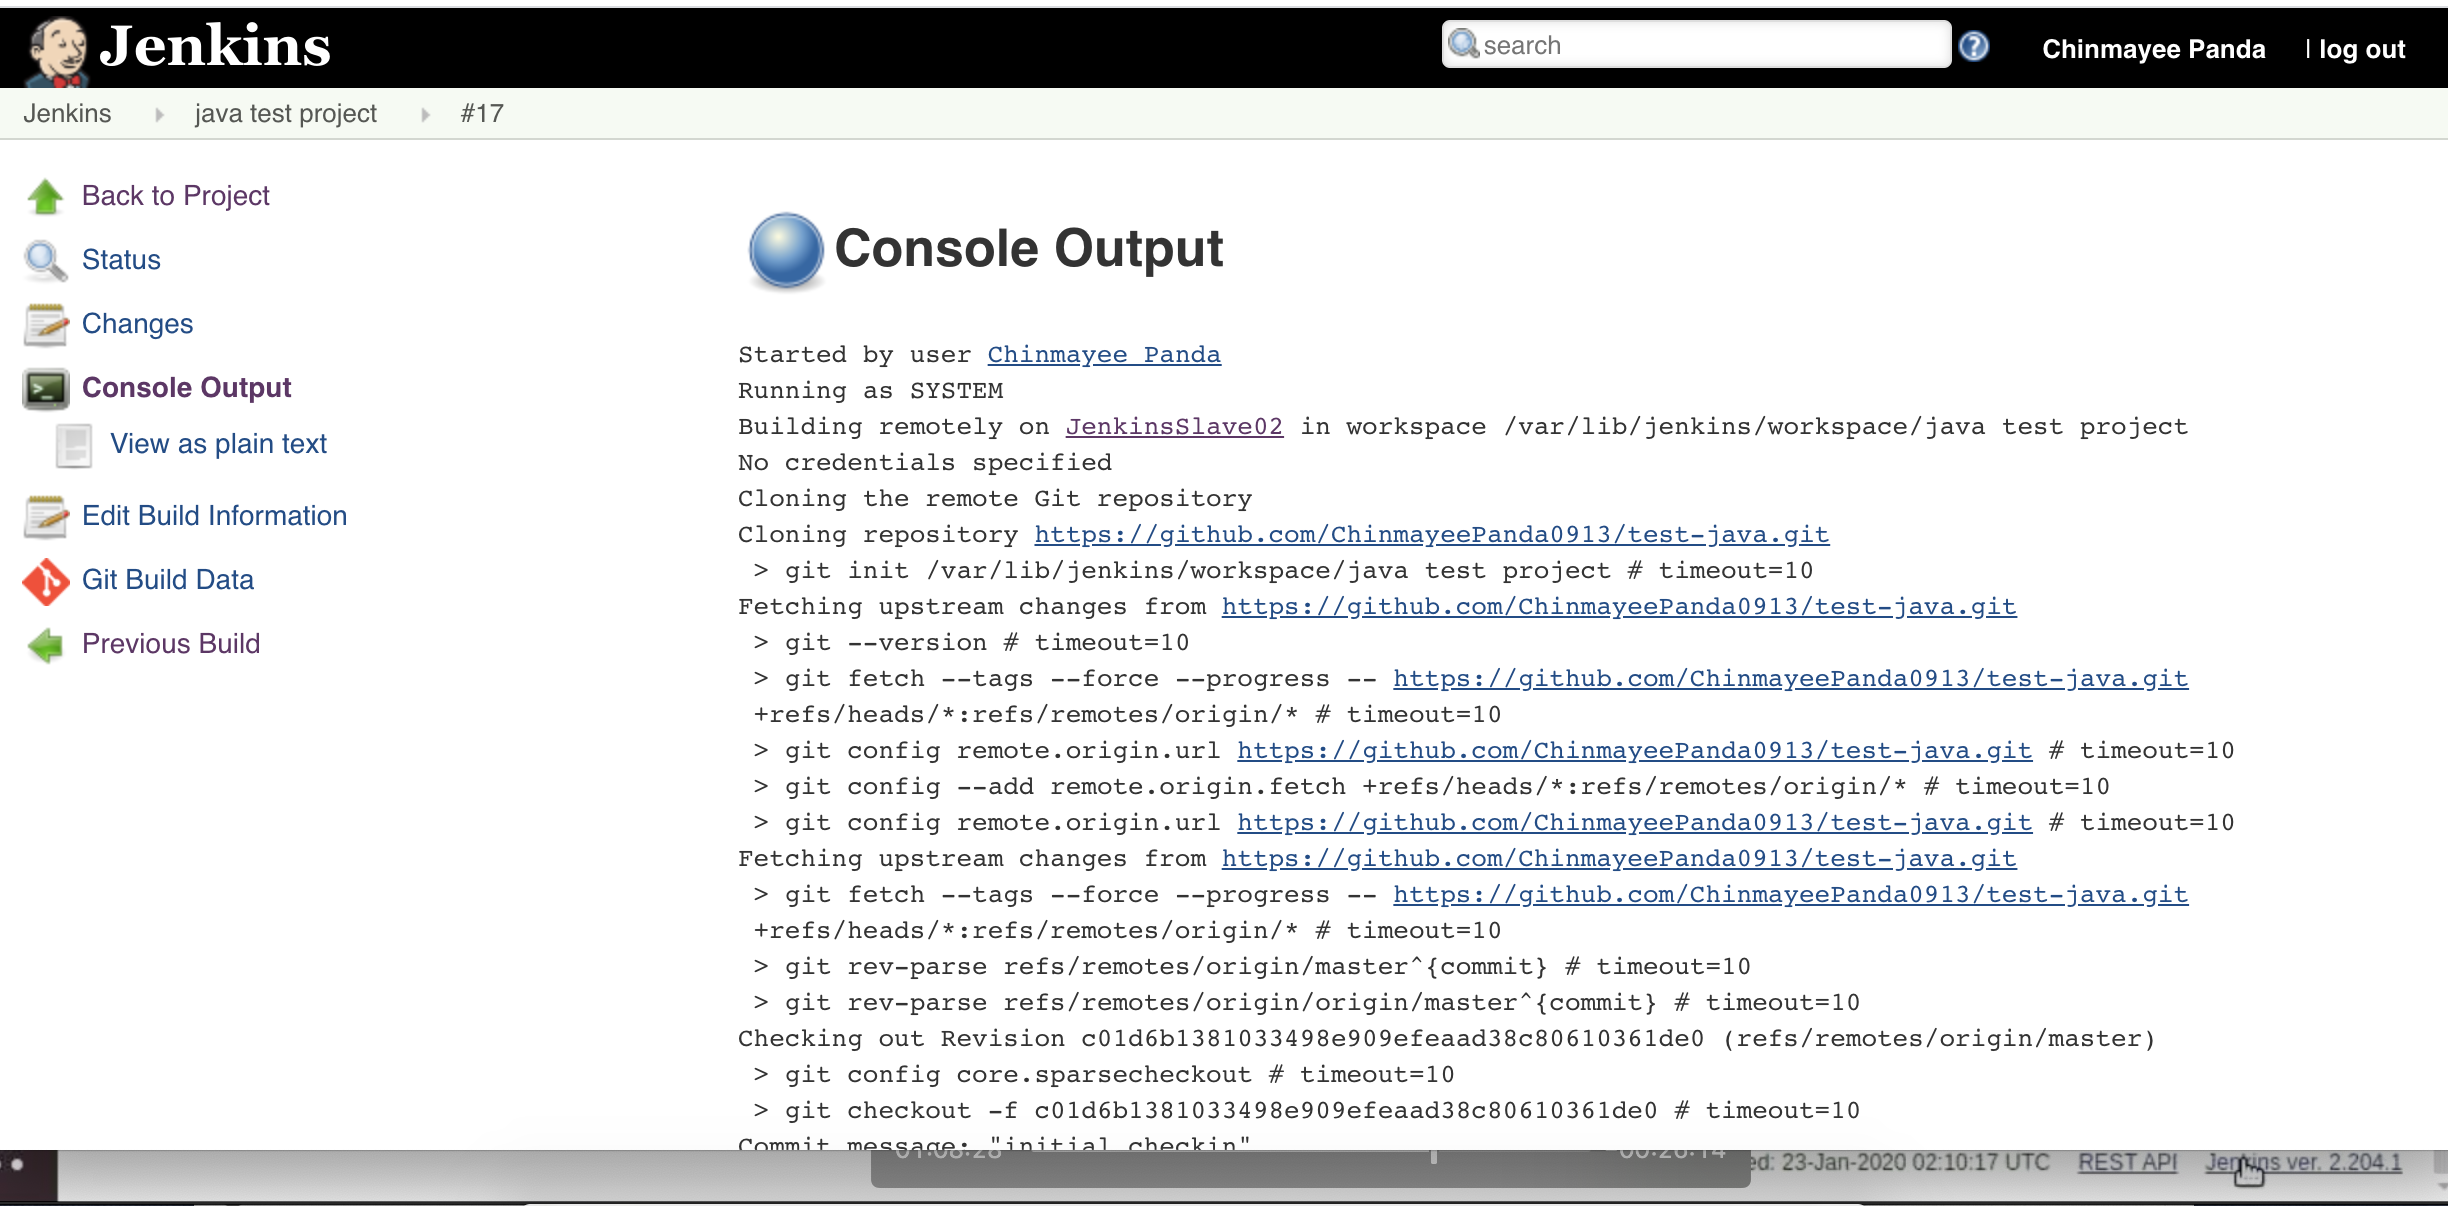 Jenkins
search
Chinmayee Panda | log out
Jenkins java test project #17
Back to Project
Status
Changes
Console Output
View as plain text
Edit Build Information
Git Build Data
Previous Build
Console Output
Started by user Chinmayee Panda
Running as SYSTEM
Building remotely on JenkinsSlave02 in workspace /var/lib/jenkins/workspace/java test project
No credentials specified
Cloning the remote Git repository
Cloning repository https://github.com/ChinmayeePanda0913/test-java.git
> git init /var/lib/jenkins/workspace/java test project # timeout=10
Fetching upstream changes from https://github.com/ChinmayeePanda0913/test-java.git
> git --version # timeout=10
> git fetch --tags --force --progress -- https://github.com/ChinmayeePanda0913/test-java.git
+refs/heads/*:refs/remotes/origin/* # timeout=10
> git config remote.origin.url https://github.com/ChinmayeePanda0913/test-java.git # timeout=10
> git config --add remote.origin.fetch +refs/heads/*:refs/remotes/origin/* # timeout=10
> git config remote.origin.url https://github.com/ChinmayeePanda0913/test-java.git # timeout=10
Fetching upstream changes from https://github.com/ChinmayeePanda0913/test-java.git
> git fetch --tags --force --progress -- https://github.com/ChinmayeePanda0913/test-java.git
+refs/heads/*:refs/remotes/origin/* # timeout=10
> git rev-parse refs/remotes/origin/master^{commit} # timeout=10
> git rev-parse refs/remotes/origin/origin/master^{commit} # timeout=10
Checking out Revision c01d6b1381033498e909efeaad38c80610361de0 (refs/remotes/origin/master)
> git config core.sparsecheckout # timeout=10
> git checkout -f c01d6b1381033498e909efeaad38c80610361de0 # timeout=10
Commit message: "initial checkin"
01:08:28 00:26:14
ed: 23-Jan-2020 02:10:17 UTC REST API Jenkins ver. 2.204.1